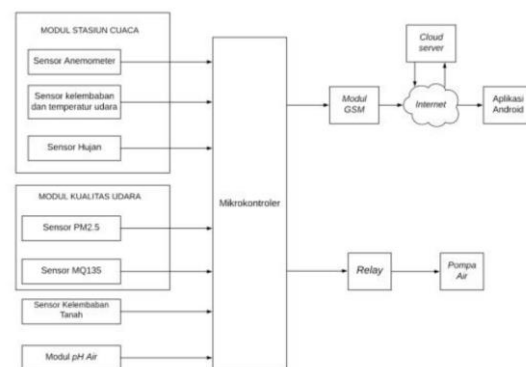 MODUL STASIUN CUACA
Sensor Anemometer
Sensor kelembaban
dan temperatur udara
Sensor Hujan
MODUL KUALITAS UDARA
Sensor PM2.5
Sensor MQ135
Sensor Kelembaban
Tanah
Modul pH Air
Mikrokontroler
Modul
GSM
Cloud
server
Internet
Aplikasi
Android
Relay
Pompa
Air